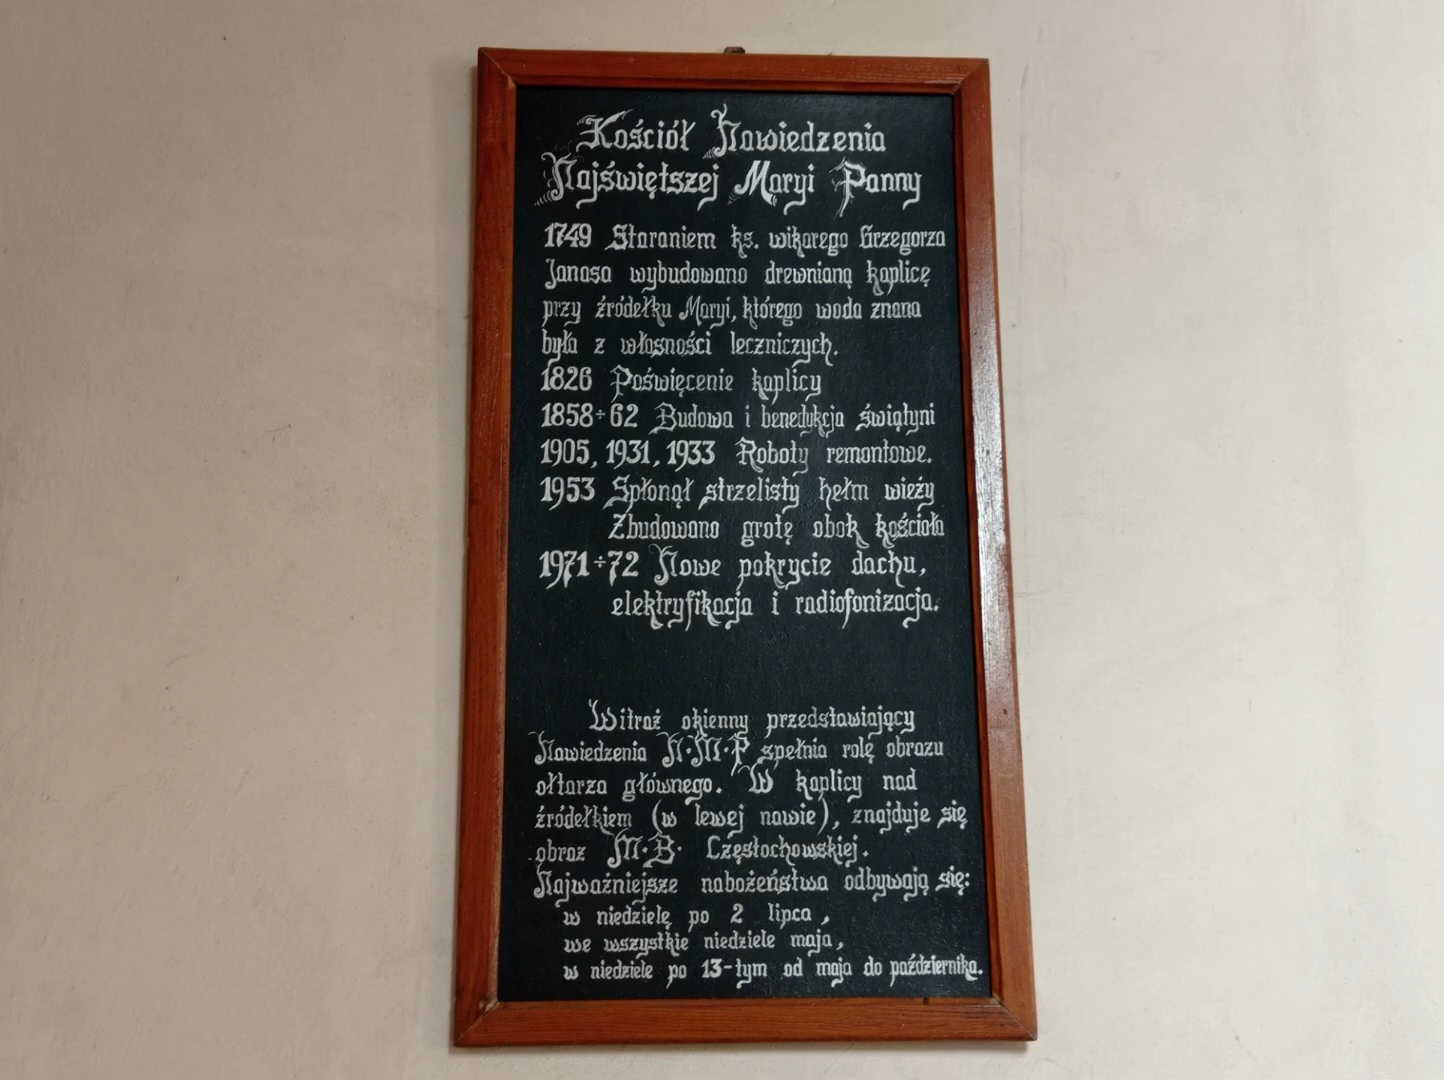 Kościół Nawiedzenia
Najświętszej Maryi Panny
1749 Staraniem ks. wikarego Grzegorza
Janasa wybudowano drewnianą kaplicę
przy źródełku Maryi, którego woda znana
była z własności leczniczych.
1826 Poświęcenie kaplicy
1858÷62 Budowa i benedykcja świątyni
1905, 1931, 1933 Roboty remontowe.
1953 Spłonął strzelisty hełm wieży
Zbudowano grotę obok kościoła
1971÷72 Nowe pokrycie dachu,
elektryfikacja i radiofonizacja.
Witraż okienny przedstawiający
Nawiedzenia N·M·P spełnia rolę obrazu
ołtarza głównego. W kaplicy nad
źródełkiem (w lewej nawie), znajduje się
obraz M·B· Częstochowskiej.
Najważniejsze nabożeństwa odbywają się:
w niedzielę po 2 lipca,
we wszystkie niedziele maja,
w niedziele po 13-tym od maja do października.